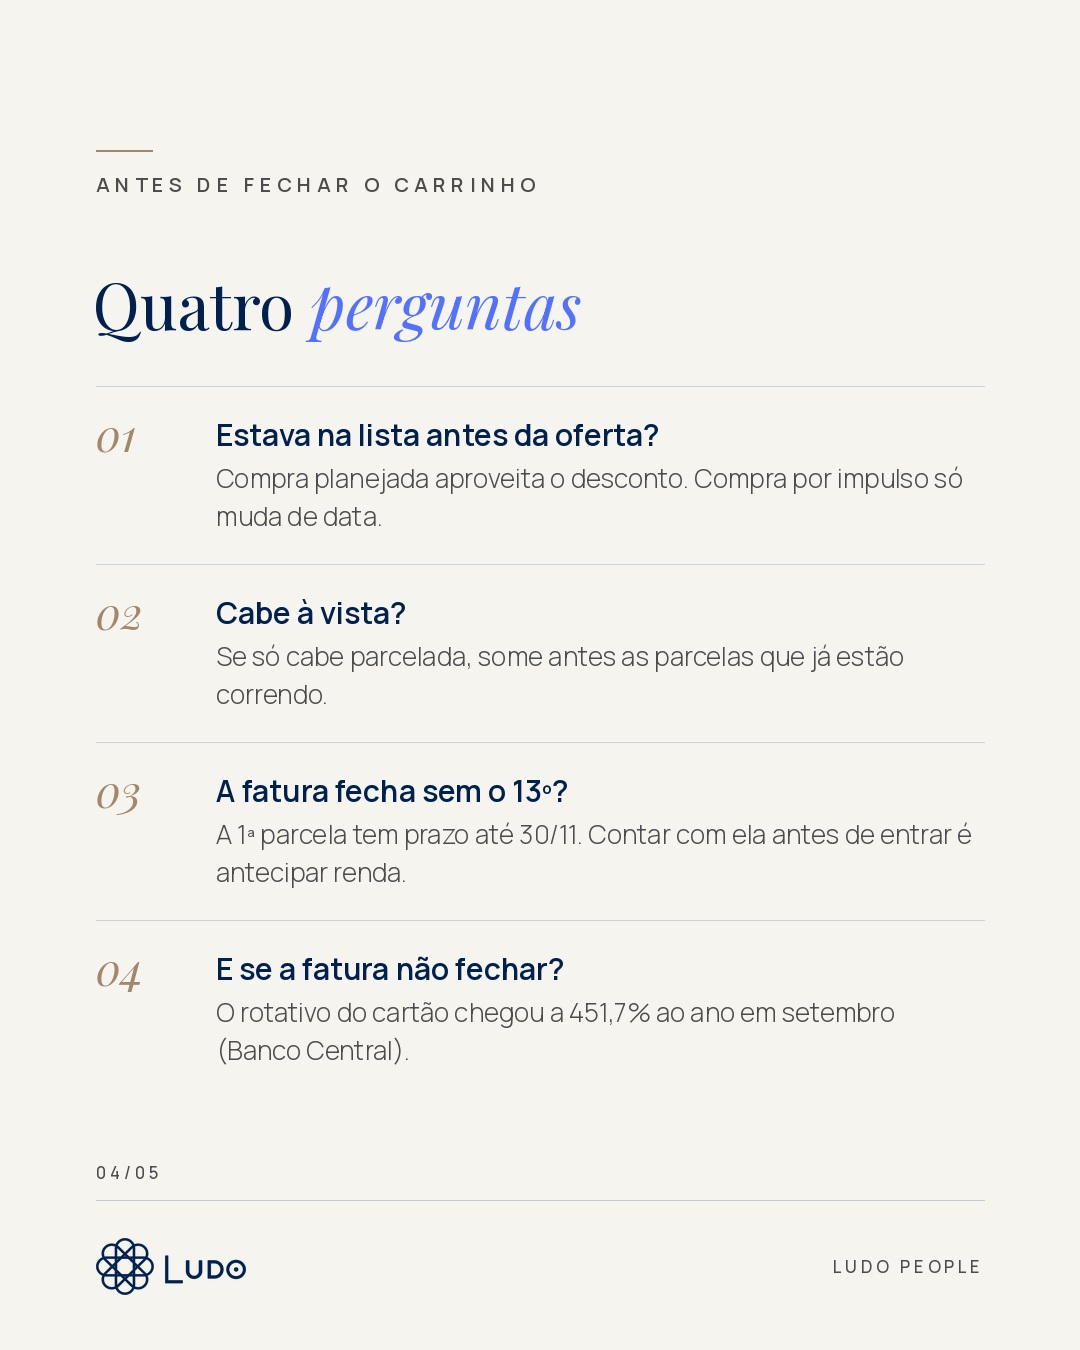 ANTES DE FECHAR O CARRINHO
Quatro perguntas
01
Estava na lista antes da oferta?
Compra planejada aproveita o desconto. Compra por impulso só
muda de data.
02
Cabe à vista?
Se só cabe parcelada, some antes as parcelas que já estão
correndo.
03
A fatura fecha sem o 13º?
A 1ª parcela tem prazo até 30/11. Contar com ela antes de entrar é
antecipar renda.
04
E se a fatura não fechar?
O rotativo do cartão chegou a 451,7% ao ano em setembro
(Banco Central).
04/05
LUDO
LUDO PEOPLE